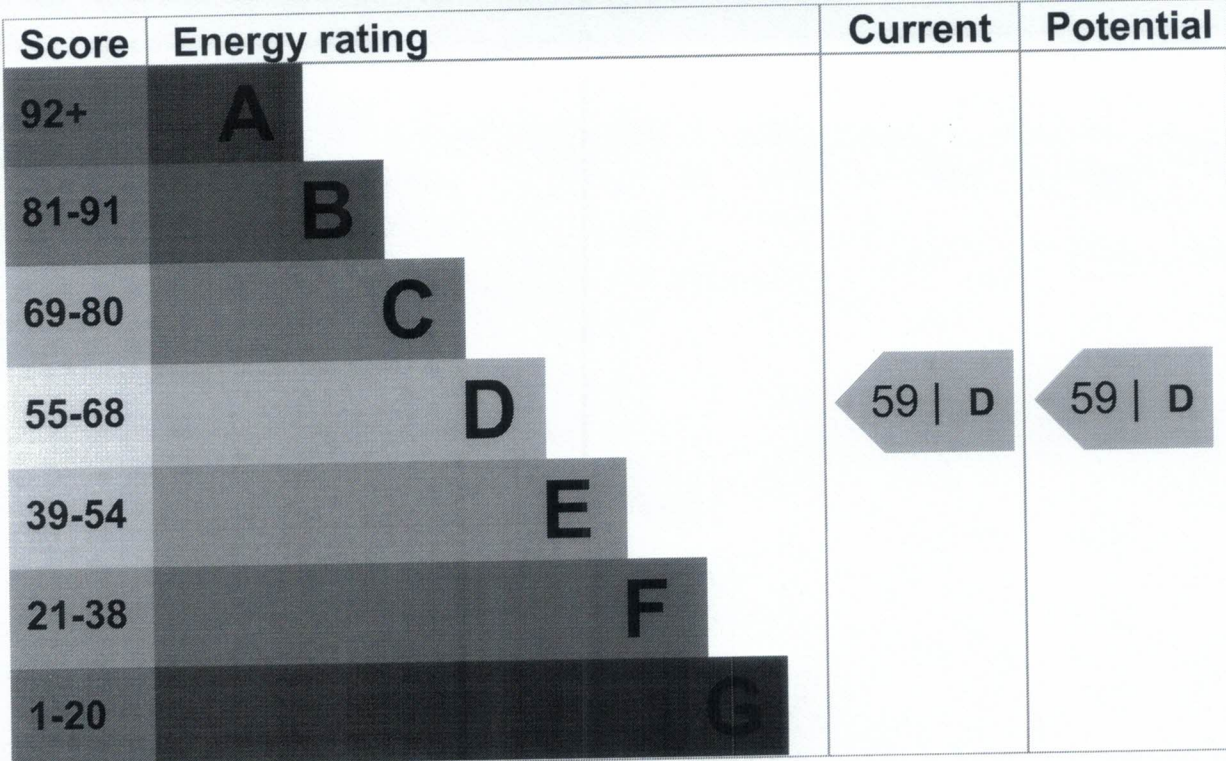 Score Energy rating Current Potential
92+ A
81-91 B
69-80 C
55-68 D 59 | D 59 | D
39-54 E
21-38 F
1-20 G